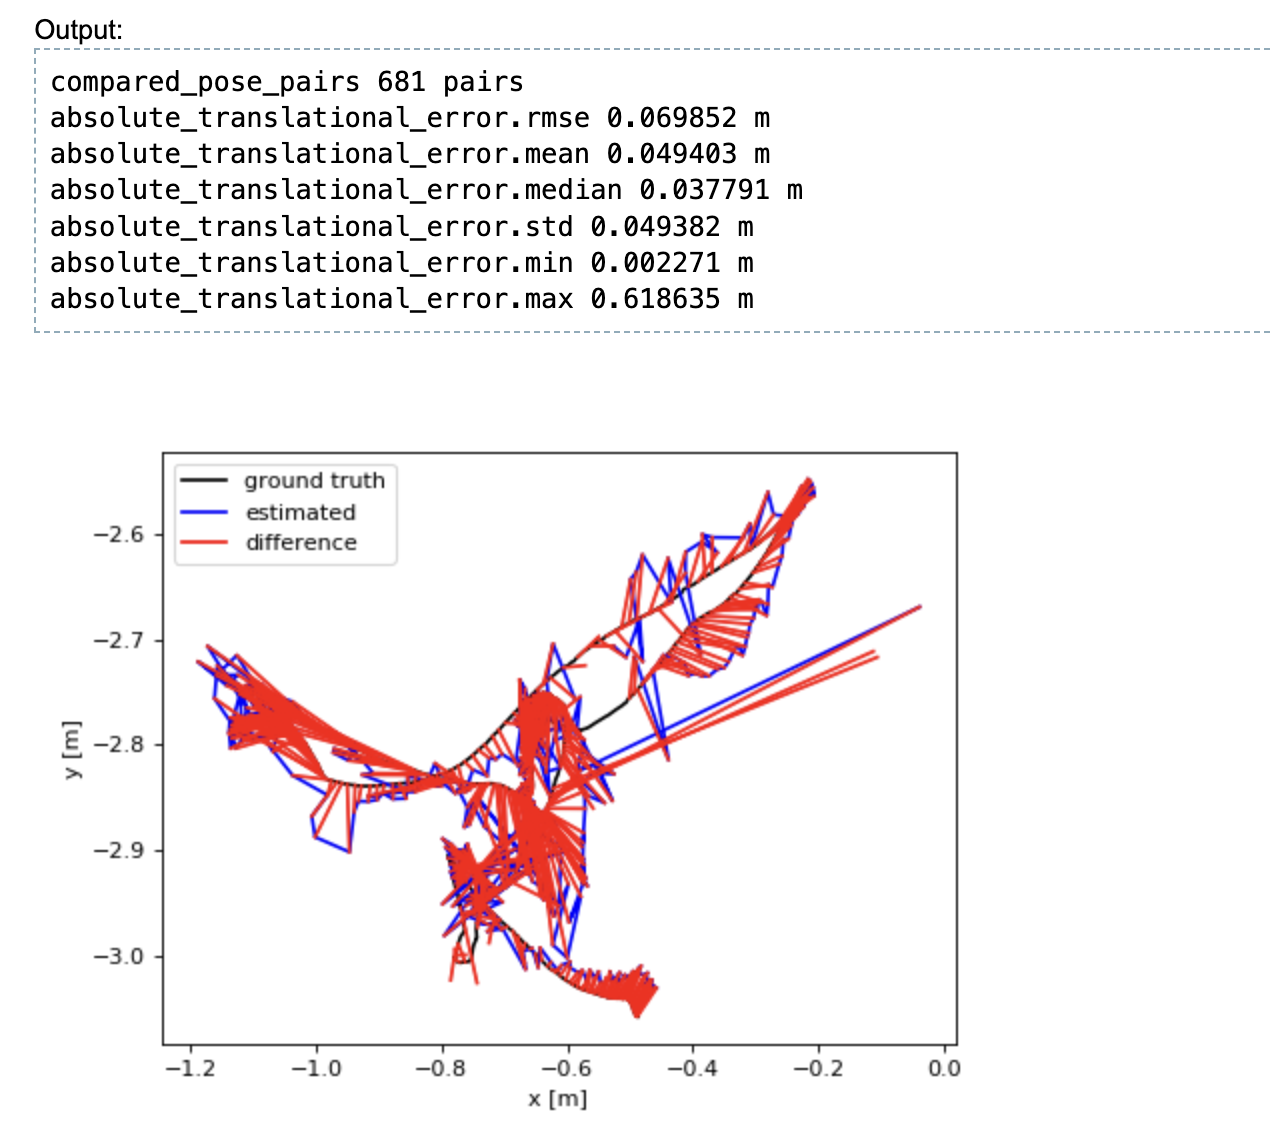 Output:
compared_pose_pairs 681 pairs
absolute_translational_error.rmse 0.069852 m
absolute_translational_error.mean 0.049403 m
absolute_translational_error.median 0.037791 m
absolute_translational_error.std 0.049382 m
absolute_translational_error.min 0.002271 m
absolute_translational_error.max 0.618635 m
ground truth
estimated
difference
−2.6
−2.7
−2.8
−2.9
−3.0
y [m]
−1.2 −1.0 −0.8 −0.6 −0.4 −0.2 0.0
x [m]